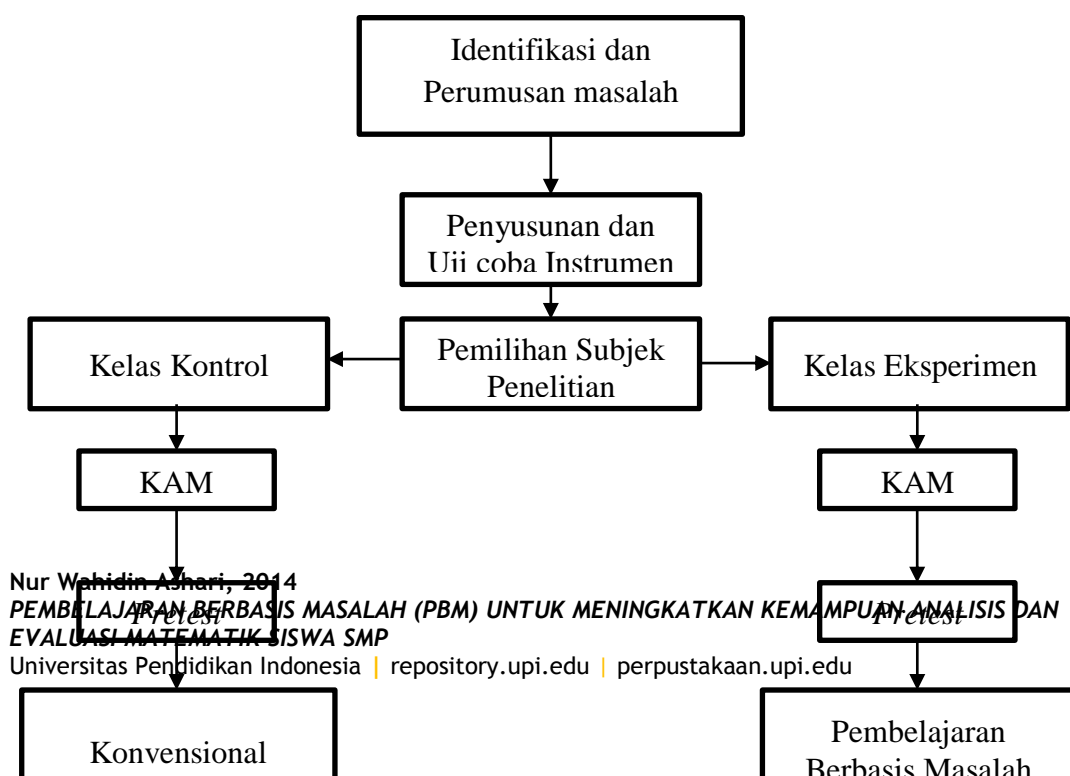 Identifikasi dan
Perumusan masalah
Penyusunan dan
Uji coba Instrumen
Kelas Kontrol
Pemilihan Subjek
Penelitian
Kelas Eksperimen
KAM
KAM
Pretest
Pretest
Nur Wahidin Ashari, 2014
PEMBELAJARAN BERBASIS MASALAH (PBM) UNTUK MENINGKATKAN KEMAMPUAN ANALISIS DAN
EVALUASI MATEMATIK SISWA SMP
Universitas Pendidikan Indonesia | repository.upi.edu | perpustakaan.upi.edu
Konvensional
Pembelajaran
Berbasis Masalah